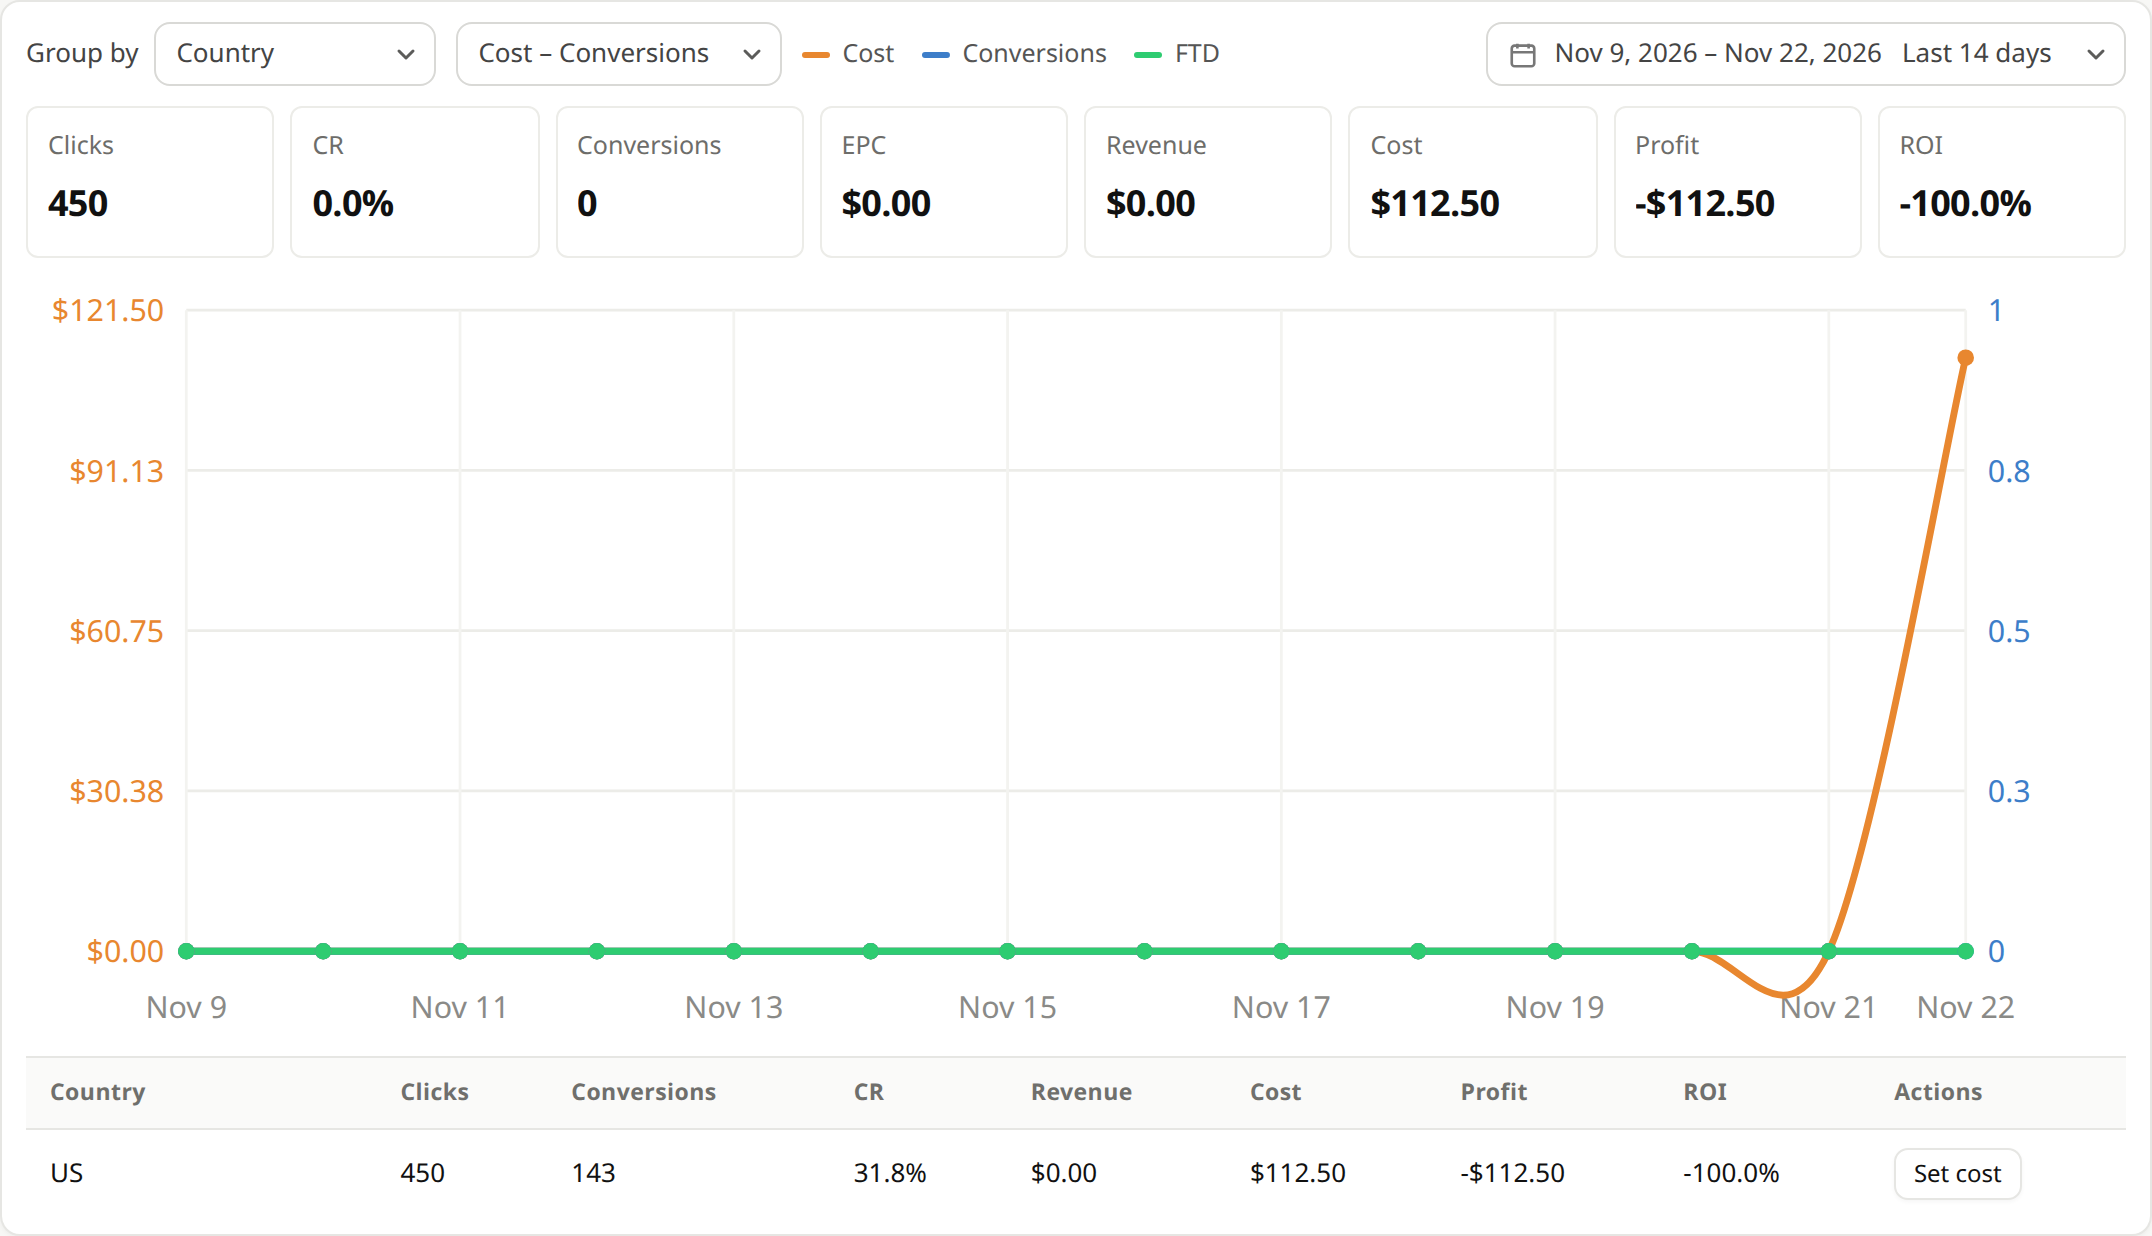 Group by Country Cost – Conversions Cost Conversions FTD Nov 9, 2026 – Nov 22, 2026 Last 14 days
Clicks CR Conversions EPC Revenue Cost Profit ROI
450 0.0% 0 $0.00 $0.00 $112.50 -$112.50 -100.0%
$121.50 1
$91.13 0.8
$60.75 0.5
$30.38 0.3
$0.00 0
Nov 9 Nov 11 Nov 13 Nov 15 Nov 17 Nov 19 Nov 21 Nov 22
Country Clicks Conversions CR Revenue Cost Profit ROI Actions
US 450 143 31.8% $0.00 $112.50 -$112.50 -100.0% Set cost